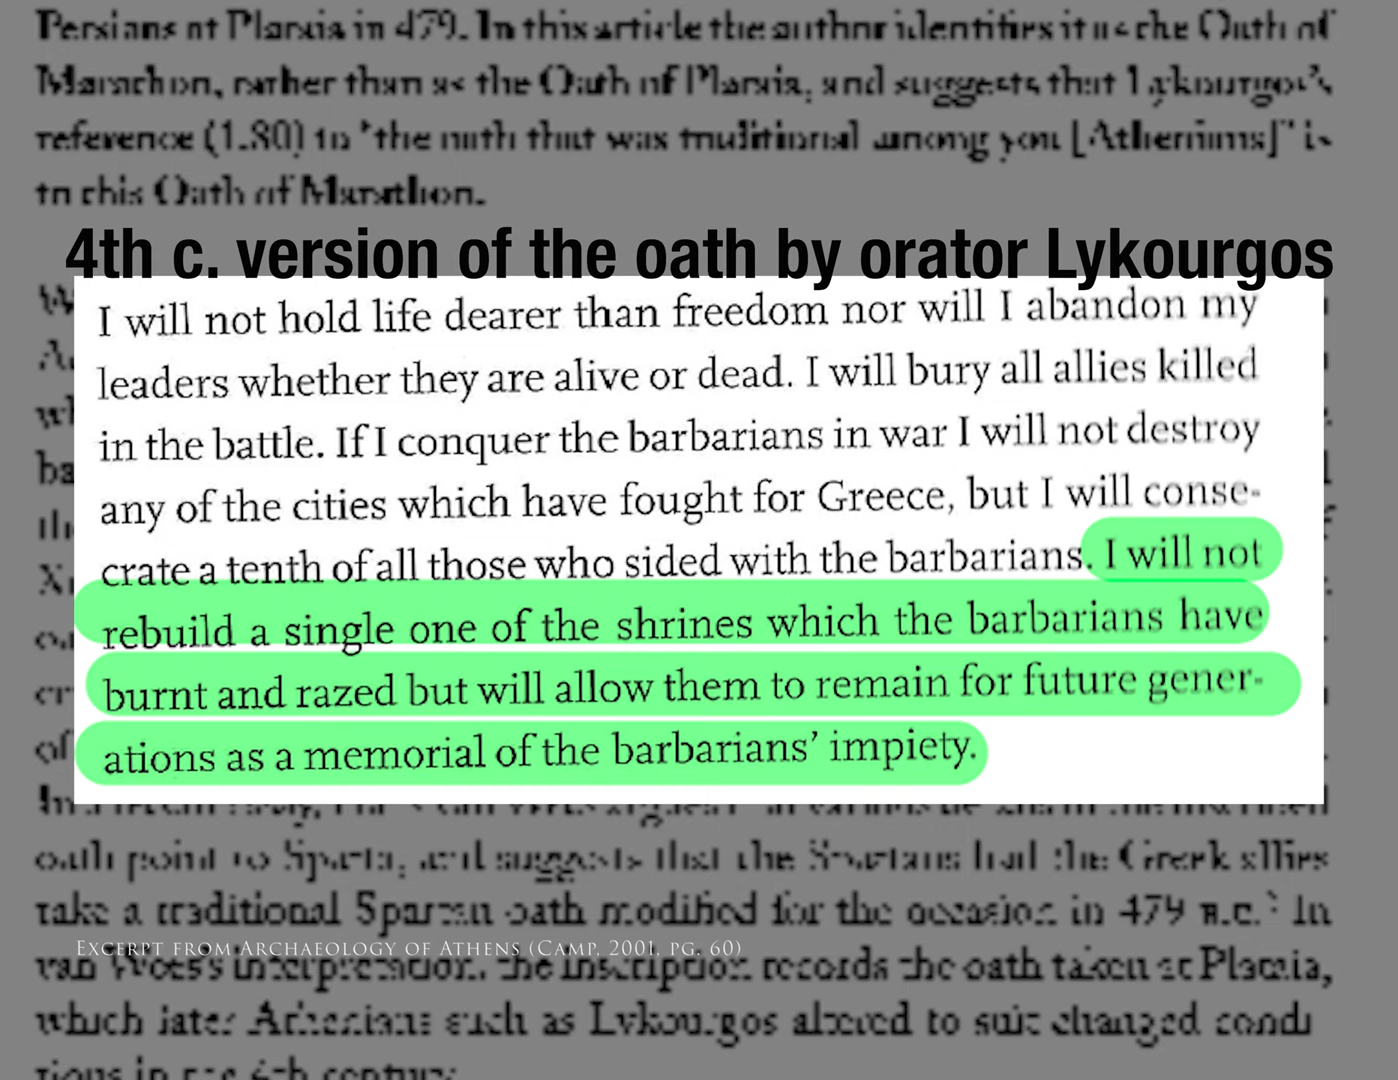 Persians at Plataia in 479. In this article the author identifies it as the Oath of
Marathon, rather than as the Oath of Plataia, and suggests that Lykourgos's
reference (1.80) to "the oath that was traditional among you [Athenians]" is
to this Oath of Marathon.
4th c. version of the oath by orator Lykourgos
I will not hold life dearer than freedom nor will I abandon my
leaders whether they are alive or dead. I will bury all allies killed
in the battle. If I conquer the barbarians in war I will not destroy
any of the cities which have fought for Greece, but I will conse-
crate a tenth of all those who sided with the barbarians. I will not
rebuild a single one of the shrines which the barbarians have
burnt and razed but will allow them to remain for future gener-
ations as a memorial of the barbarians' impiety.
oath point to Sparta, and suggests that the Spartans had the Greek allies
take a traditional Spartan oath modified for the occasion in 479 B.C. In
Excerpt from Archaeology of Athens (Camp, 2001, pg. 60)
van Wees's interpretation, the inscription records the oath taken at Plataia,
which later Athenians such as Lykourgos altered to suit changed condi
tions in the 4th century.